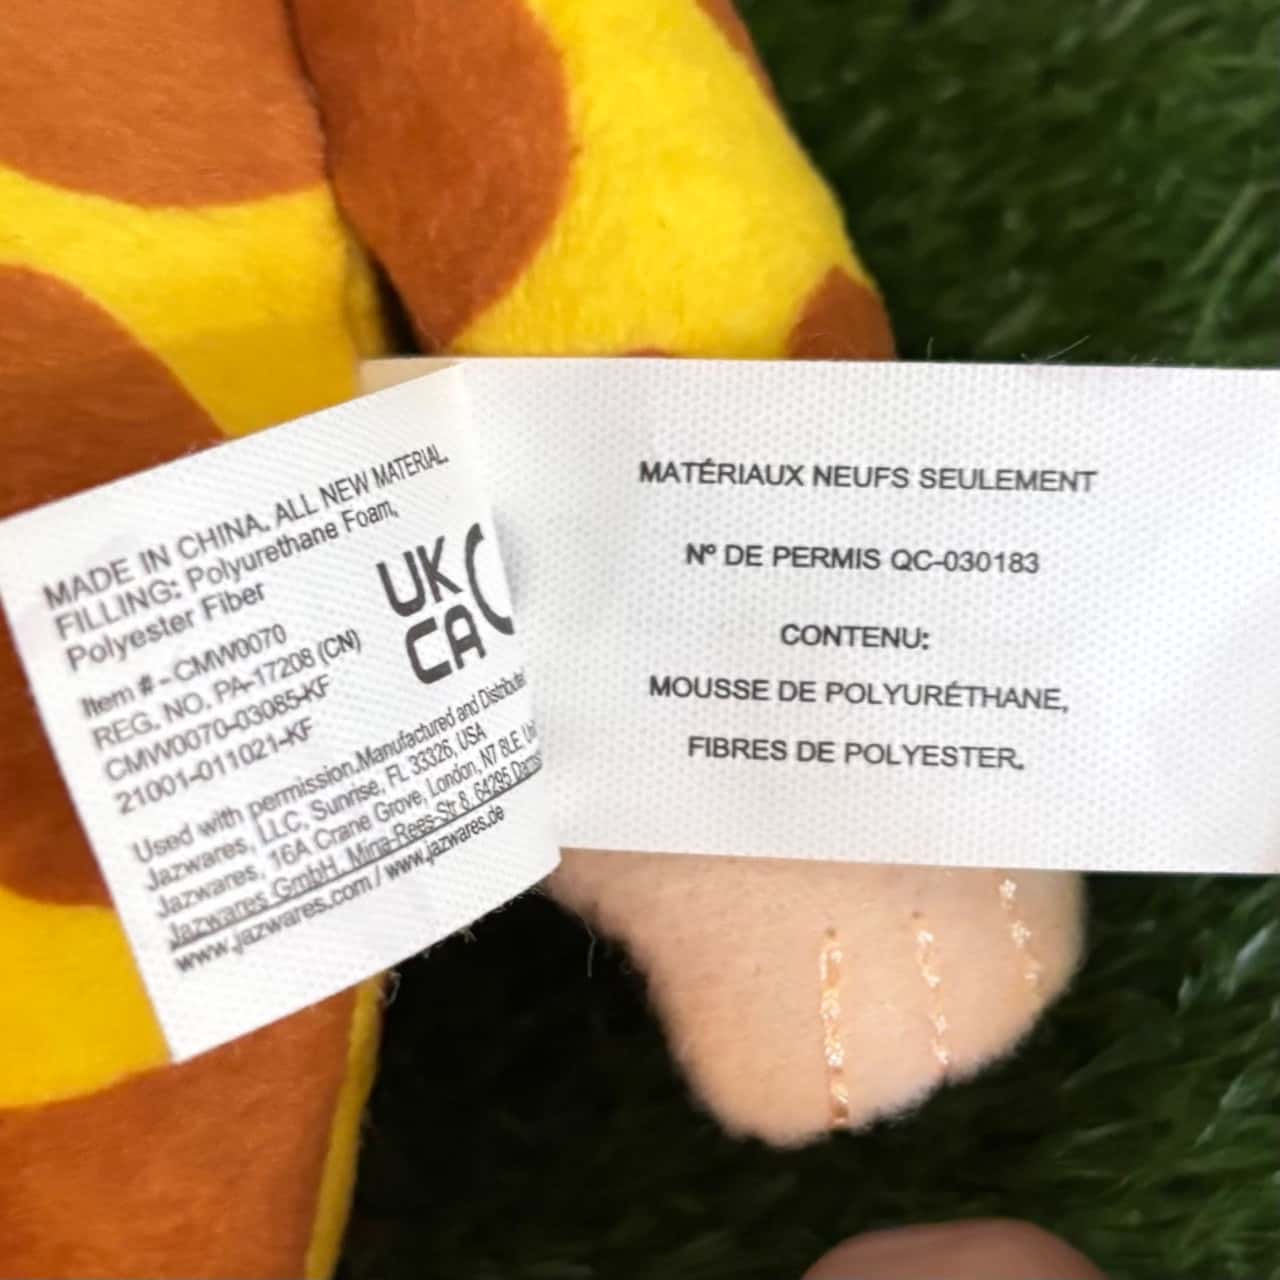 MADE IN CHINA. ALL NEW MATERIAL.
FILLING: Polyurethane Foam,
Polyester Fiber
Item # - CMW0070
REG. NO. PA-17208 (CN)
CMW0070-03085-KF
21001-011021-KF
UK
CA
Used with permission.Manufactured and Distribute
Jazwares, LLC, Sunrise, FL 33326, USA
Jazwares, 16A Crane Grove, London, N7 8LE, Uni
Jazwares GmbH, Mina-Rees-Str 8, 64295 Darms
www.jazwares.com / www.jazwares.de
MATÉRIAUX NEUFS SEULEMENT
Nº DE PERMIS QC-030183
CONTENU:
MOUSSE DE POLYURÉTHANE,
FIBRES DE POLYESTER.